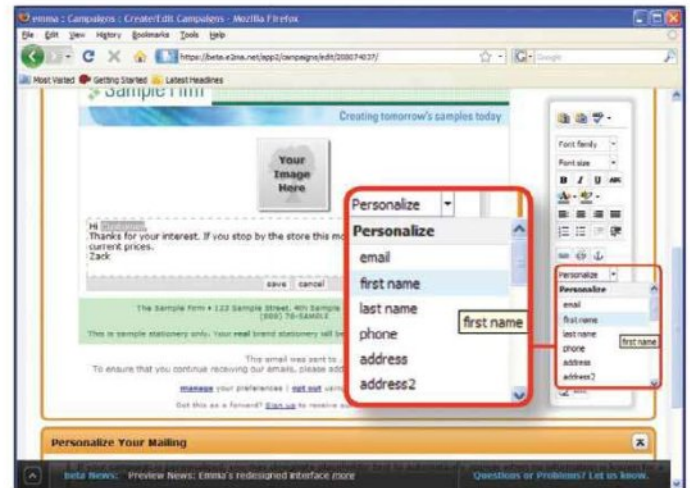 emma : Campaigns : Create/Edit Campaigns - Mozilla Firefox
File Edit View History Bookmarks Tools Help
https://beta.e2ma.net/app2/campaigns/edit/200074037/
Google
Most Visited Getting Started Latest Headlines
Sample Firm
Creating tomorrow's samples today
Your
Image
Here
Hi
Thanks for your interest. If you stop by the store this mo
current prices.
Zack
save cancel
The Sample Firm • 123 Sample Street, 4th Sample
(800) 70-SAMPLE
This is sample stationery only. Your real brand stationery will be
This email was sent to
To ensure that you continue receiving our emails, please add
manage your preferences | opt out using
Got this as a forward? Sign up to receive
Personalize
Personalize
email
first name
last name
phone
address
address2
first name
Font family
Font size
B I U ABC
Personalize
Personalize
email
first name
last name
phone
address
address2
first name
Personalize Your Mailing
Beta News: Preview News: Emma's redesigned interface more
Questions or Problems? Let us know.